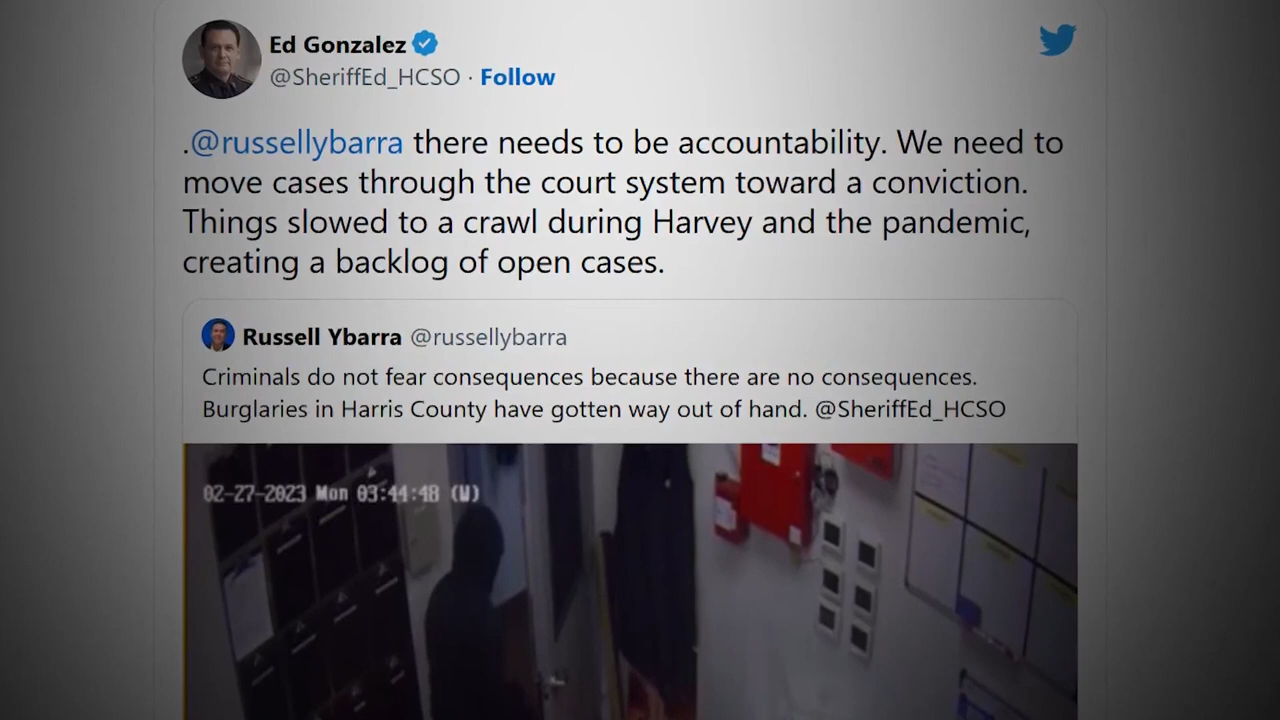 Ed Gonzalez
@SheriffEd_HCSO · Follow
.@russellybarra there needs to be accountability. We need to
move cases through the court system toward a conviction.
Things slowed to a crawl during Harvey and the pandemic,
creating a backlog of open cases.
Russell Ybarra @russellybarra
Criminals do not fear consequences because there are no consequences.
Burglaries in Harris County have gotten way out of hand. @SheriffEd_HCSO
02-27-2023 Mon 03:44:48 (W)